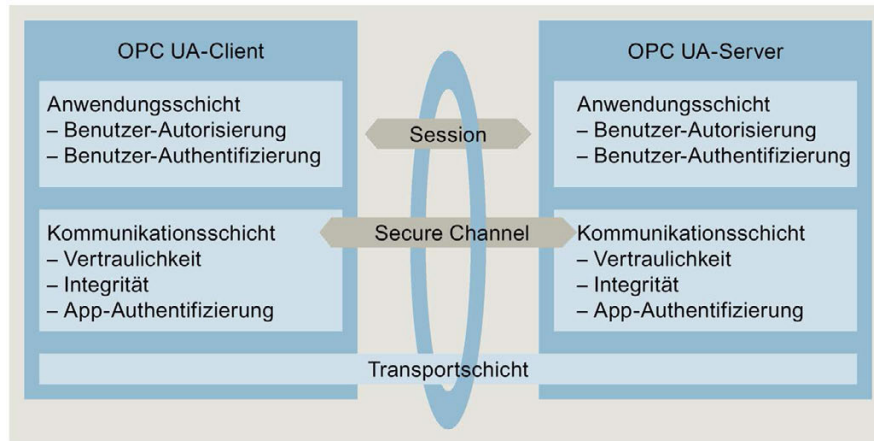 OPC UA-Client
Anwendungsschicht
– Benutzer-Autorisierung
– Benutzer-Authentifizierung
Kommunikationsschicht
– Vertraulichkeit
– Integrität
– App-Authentifizierung
Session
Secure Channel
Transportschicht
OPC UA-Server
Anwendungsschicht
– Benutzer-Autorisierung
– Benutzer-Authentifizierung
Kommunikationsschicht
– Vertraulichkeit
– Integrität
– App-Authentifizierung